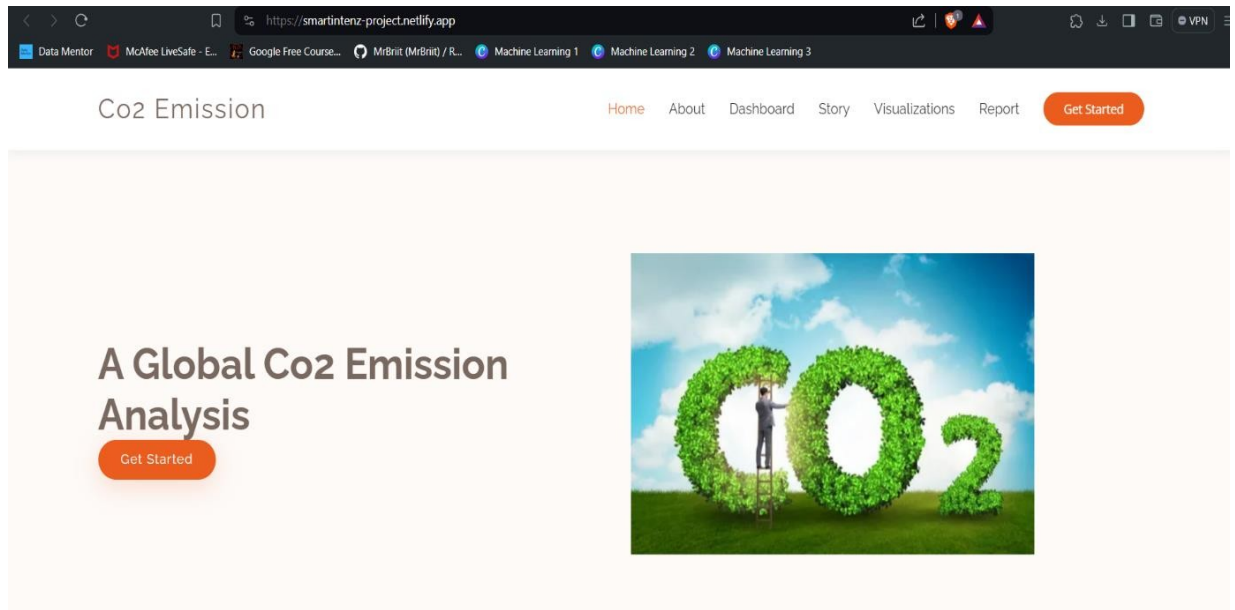 https://smartintenz-project.netlify.app
VPN
Data Mentor McAfee LiveSafe - E... Google Free Course... MrBriit (MrBriit) / R... Machine Learning 1 Machine Learning 2 Machine Learning 3
Co2 Emission
Home About Dashboard Story Visualizations Report Get Started
A Global Co2 Emission
Analysis
Get Started
CO2